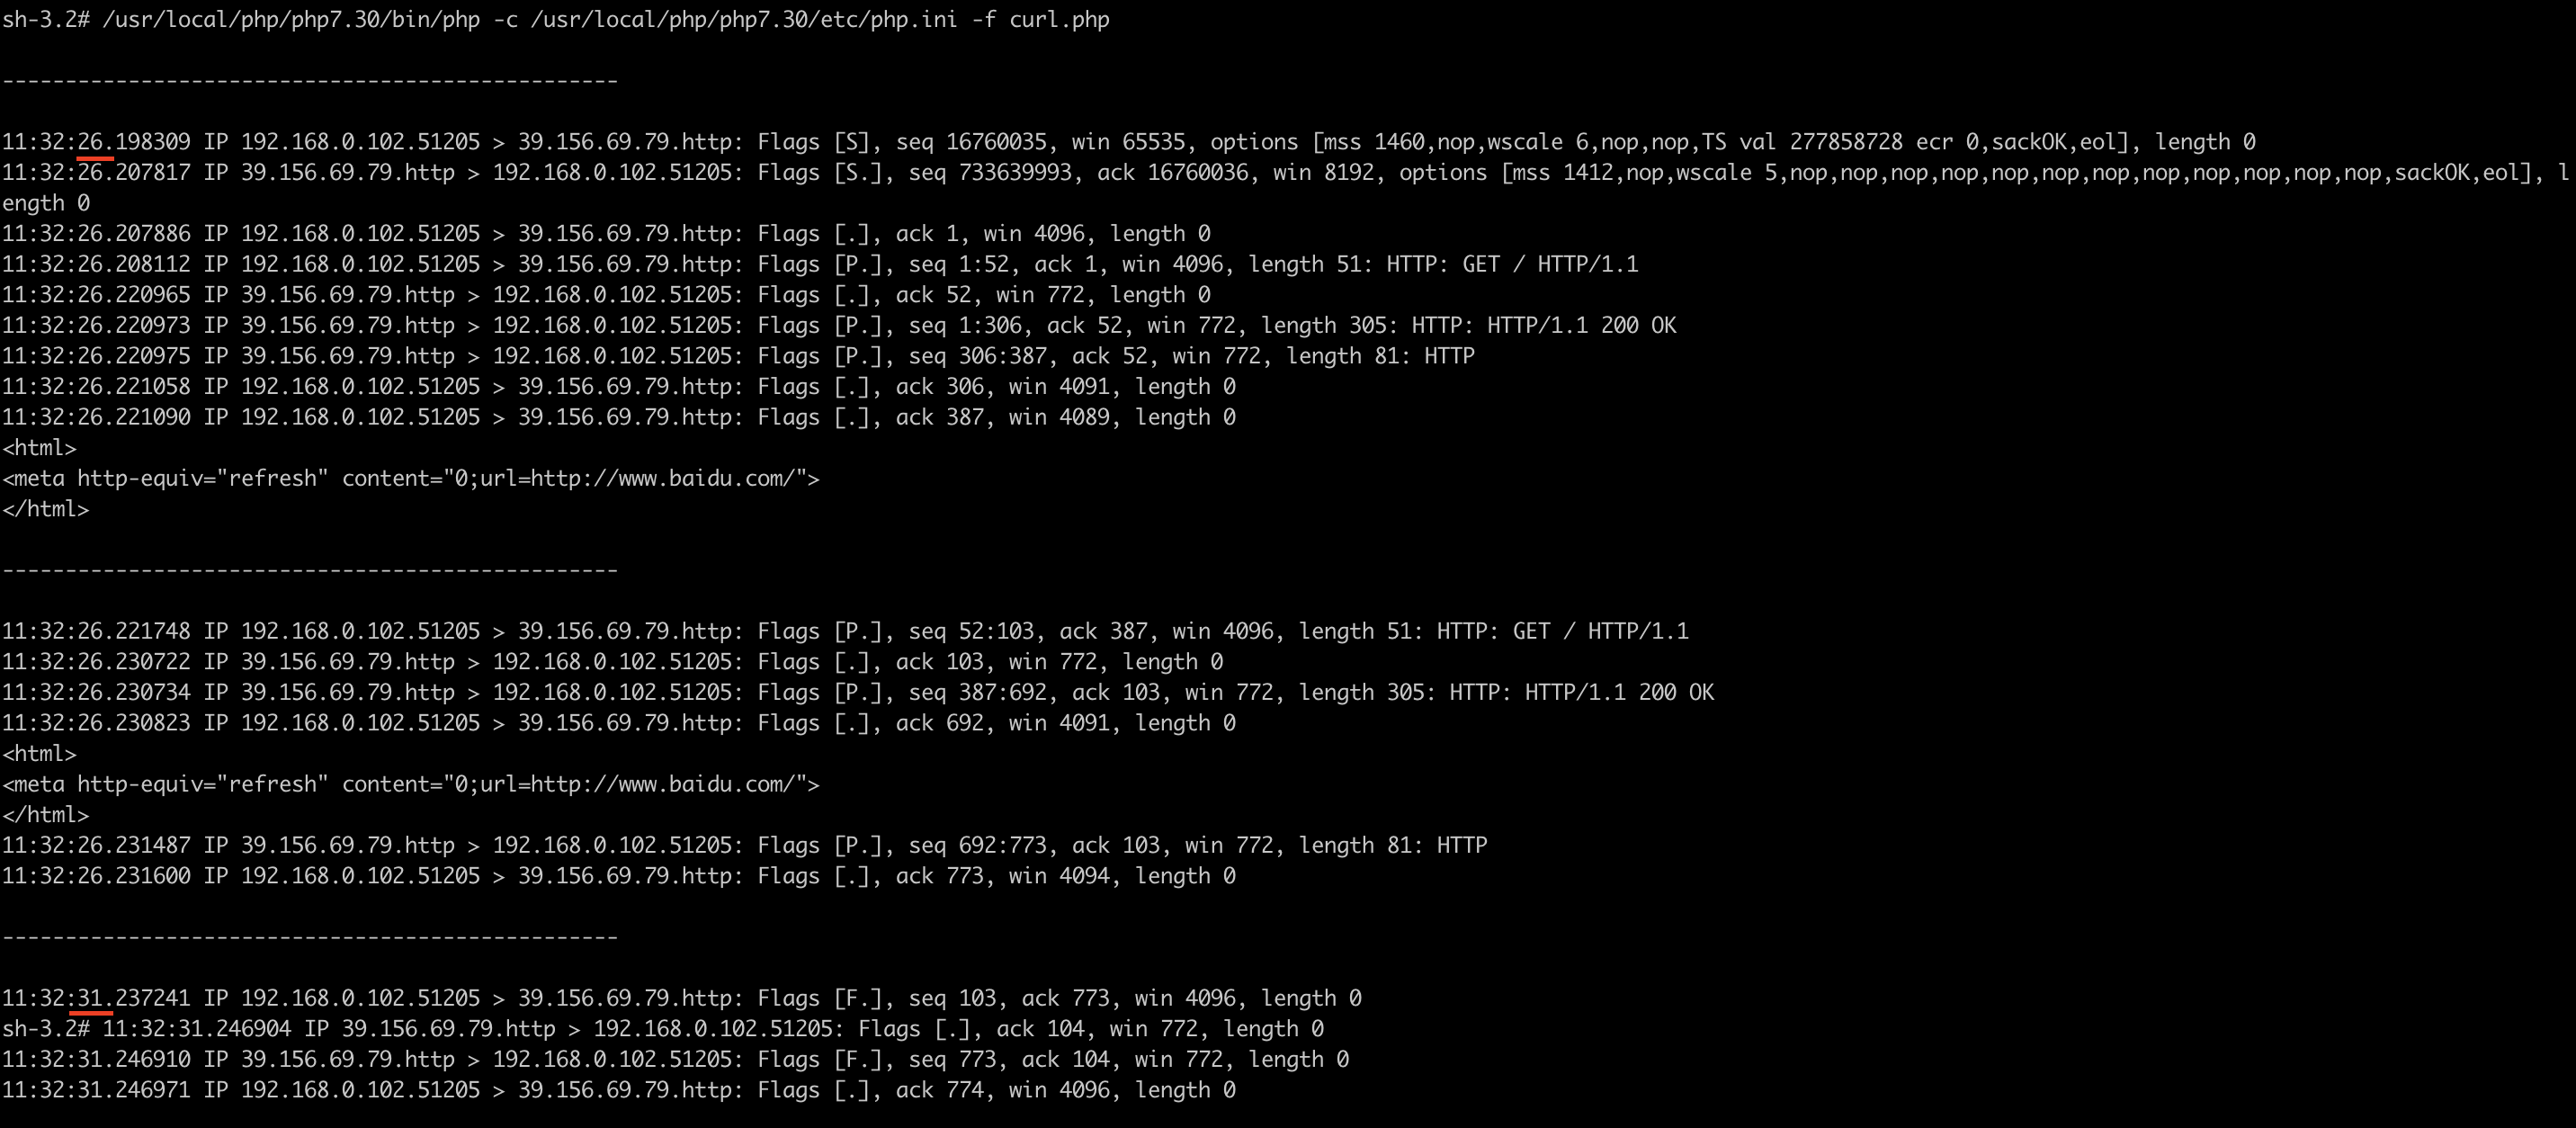 sh-3.2# /usr/local/php/php7.30/bin/php -c /usr/local/php/php7.30/etc/php.ini -f curl.php
-------------------------------------------------
11:32:26.198309 IP 192.168.0.102.51205 > 39.156.69.79.http: Flags [S], seq 16760035, win 65535, options [mss 1460,nop,wscale 6,nop,nop,TS val 277858728 ecr 0,sackOK,eol], length 0
11:32:26.207817 IP 39.156.69.79.http > 192.168.0.102.51205: Flags [S.], seq 733639993, ack 16760036, win 8192, options [mss 1412,nop,wscale 5,nop,nop,nop,nop,nop,nop,nop,nop,nop,nop,nop,nop,sackOK,eol], l
ength 0
11:32:26.207886 IP 192.168.0.102.51205 > 39.156.69.79.http: Flags [.], ack 1, win 4096, length 0
11:32:26.208112 IP 192.168.0.102.51205 > 39.156.69.79.http: Flags [P.], seq 1:52, ack 1, win 4096, length 51: HTTP: GET / HTTP/1.1
11:32:26.220965 IP 39.156.69.79.http > 192.168.0.102.51205: Flags [.], ack 52, win 772, length 0
11:32:26.220973 IP 39.156.69.79.http > 192.168.0.102.51205: Flags [P.], seq 1:306, ack 52, win 772, length 305: HTTP: HTTP/1.1 200 OK
11:32:26.220975 IP 39.156.69.79.http > 192.168.0.102.51205: Flags [P.], seq 306:387, ack 52, win 772, length 81: HTTP
11:32:26.221058 IP 192.168.0.102.51205 > 39.156.69.79.http: Flags [.], ack 306, win 4091, length 0
11:32:26.221090 IP 192.168.0.102.51205 > 39.156.69.79.http: Flags [.], ack 387, win 4089, length 0
<html>
<meta http-equiv="refresh" content="0;url=http://www.baidu.com/">
</html>
-------------------------------------------------
11:32:26.221748 IP 192.168.0.102.51205 > 39.156.69.79.http: Flags [P.], seq 52:103, ack 387, win 4096, length 51: HTTP: GET / HTTP/1.1
11:32:26.230722 IP 39.156.69.79.http > 192.168.0.102.51205: Flags [.], ack 103, win 772, length 0
11:32:26.230734 IP 39.156.69.79.http > 192.168.0.102.51205: Flags [P.], seq 387:692, ack 103, win 772, length 305: HTTP: HTTP/1.1 200 OK
11:32:26.230823 IP 192.168.0.102.51205 > 39.156.69.79.http: Flags [.], ack 692, win 4091, length 0
<html>
<meta http-equiv="refresh" content="0;url=http://www.baidu.com/">
</html>
11:32:26.231487 IP 39.156.69.79.http > 192.168.0.102.51205: Flags [P.], seq 692:773, ack 103, win 772, length 81: HTTP
11:32:26.231600 IP 192.168.0.102.51205 > 39.156.69.79.http: Flags [.], ack 773, win 4094, length 0
-------------------------------------------------
11:32:31.237241 IP 192.168.0.102.51205 > 39.156.69.79.http: Flags [F.], seq 103, ack 773, win 4096, length 0
sh-3.2# 11:32:31.246904 IP 39.156.69.79.http > 192.168.0.102.51205: Flags [.], ack 104, win 772, length 0
11:32:31.246910 IP 39.156.69.79.http > 192.168.0.102.51205: Flags [F.], seq 773, ack 104, win 772, length 0
11:32:31.246971 IP 192.168.0.102.51205 > 39.156.69.79.http: Flags [.], ack 774, win 4096, length 0